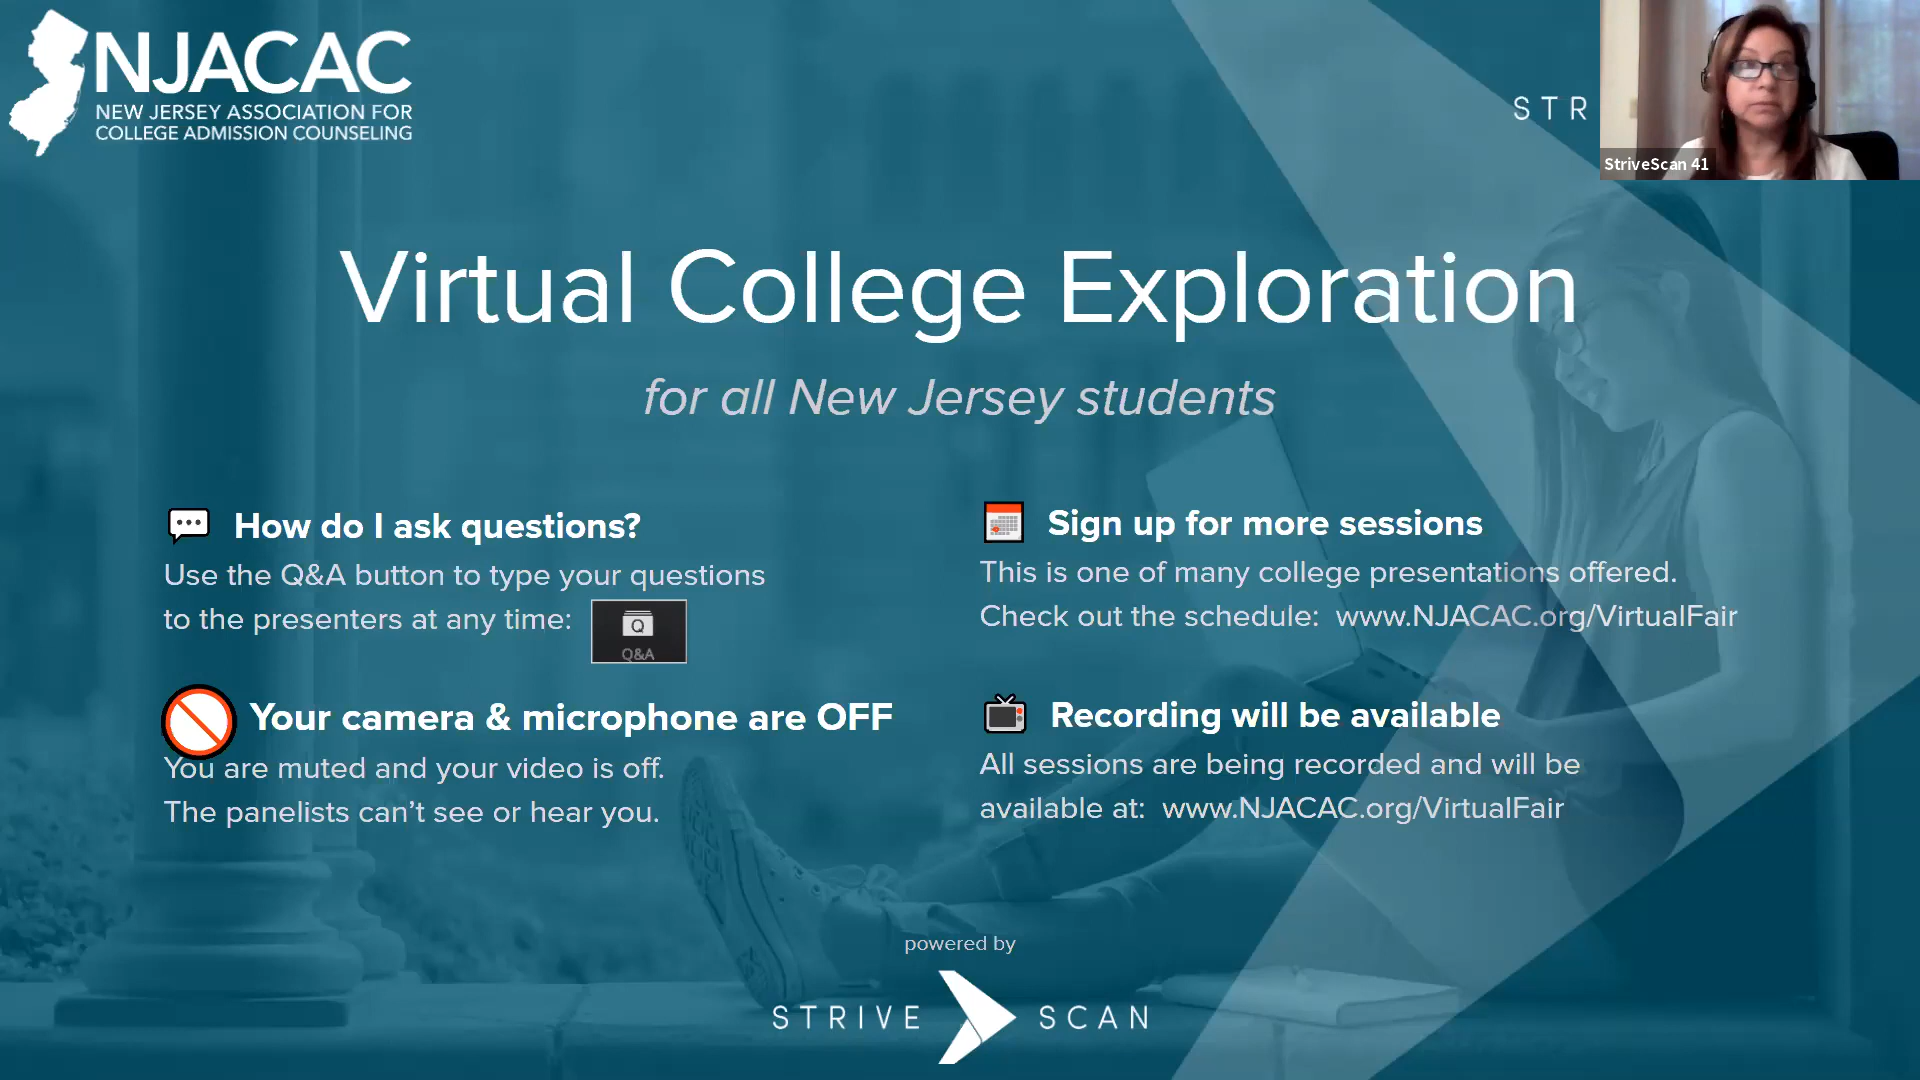 NJACAC
NEW JERSEY ASSOCIATION FOR
COLLEGE ADMISSION COUNSELING
STR
StriveScan 41
Virtual College Exploration
for all New Jersey students
How do I ask questions?
Use the Q&A button to type your questions
to the presenters at any time:
Q
Q&A
Sign up for more sessions
This is one of many college presentations offered.
Check out the schedule: www.NJACAC.org/VirtualFair
Your camera & microphone are OFF
You are muted and your video is off.
The panelists can’t see or hear you.
Recording will be available
All sessions are being recorded and will be
available at: www.NJACAC.org/VirtualFair
powered by
STRIVE SCAN